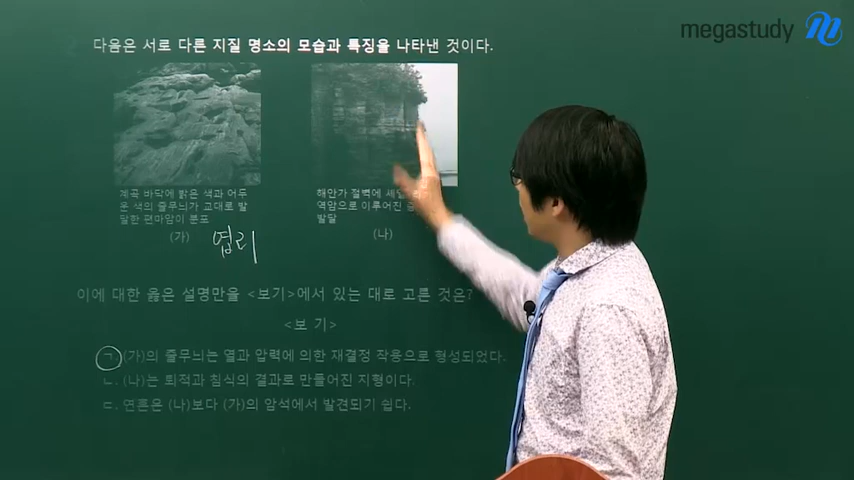 megastudy
다음은 서로 다른 지질 명소의 모습과 특징을 나타낸 것이다.
계곡 바닥에 밝은 색과 어두
운 색의 줄무늬가 교대로 발
달한 편마암이 분포
(가)
엽리
해안가 절벽에
역암으로 이루어진
발달
(나)
이에 대한 옳은 설명만을 <보기>에서 있는 대로 고른 것은?
<보 기>
ㄱ. (가)의 줄무늬는 열과 압력에 의한 재결정 작용으로 형성되었다.
ㄴ. (나)는 퇴적과 침식의 결과로 만들어진 지형이다.
ㄷ. 연흔은 (나)보다 (가)의 암석에서 발견되기 쉽다.